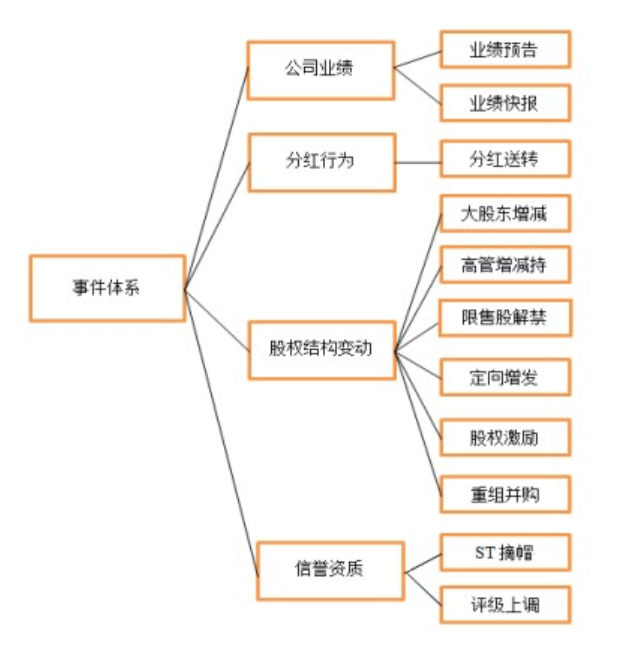 事件体系
公司业绩
业绩预告
业绩快报
分红行为
分红送转
股权结构变动
大股东增减
高管增减持
限售股解禁
定向增发
股权激励
重组并购
信誉资质
ST 摘帽
评级上调